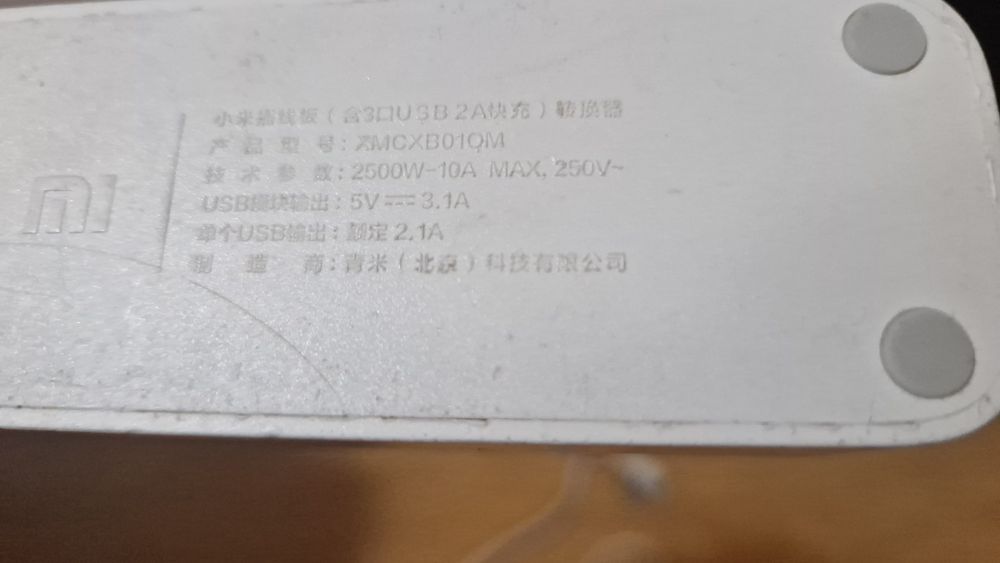 mi
小米插线板（含3口USB 2A快充）转换器
产品型号：XMCXB01QM
技术参数：2500W-10A MAX, 250V~
USB模块输出：5V⎓3.1A
单个USB输出：额定 2.1A
制造商：青米（北京）科技有限公司